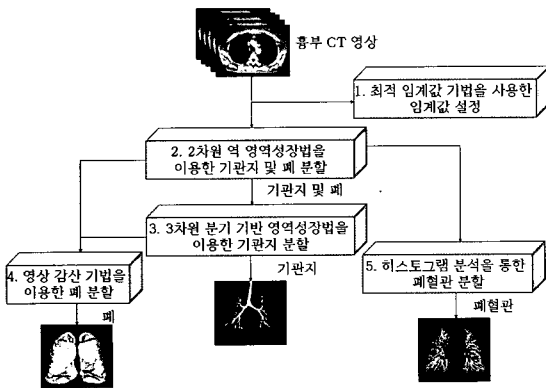 흉부 CT 영상
1. 최적 임계값 기법을 사용한
임계값 설정
2. 2차원 역 영역성장법을
이용한 기관지 및 폐 분할
기관지 및 폐
3. 3차원 분기 기반 영역성장법을
이용한 기관지 분할
기관지
4. 영상 감산 기법을
이용한 폐 분할
폐
5. 히스토그램 분석을 통한
폐혈관 분할
폐혈관